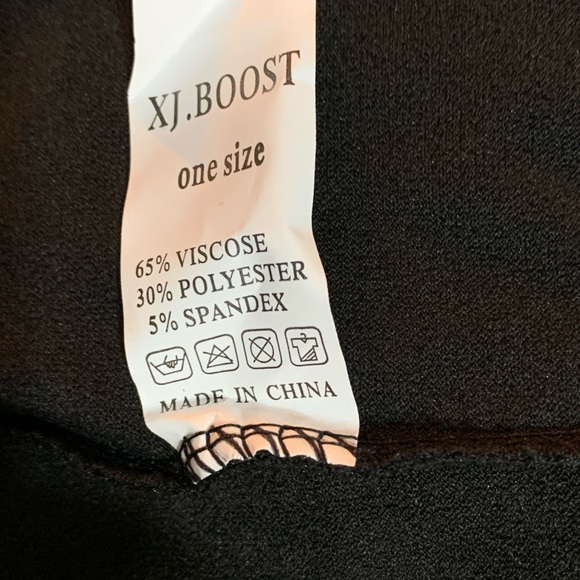 XJ.BOOST
one size
65% VISCOSE
30% POLYESTER
5% SPANDEX
MADE IN CHINA